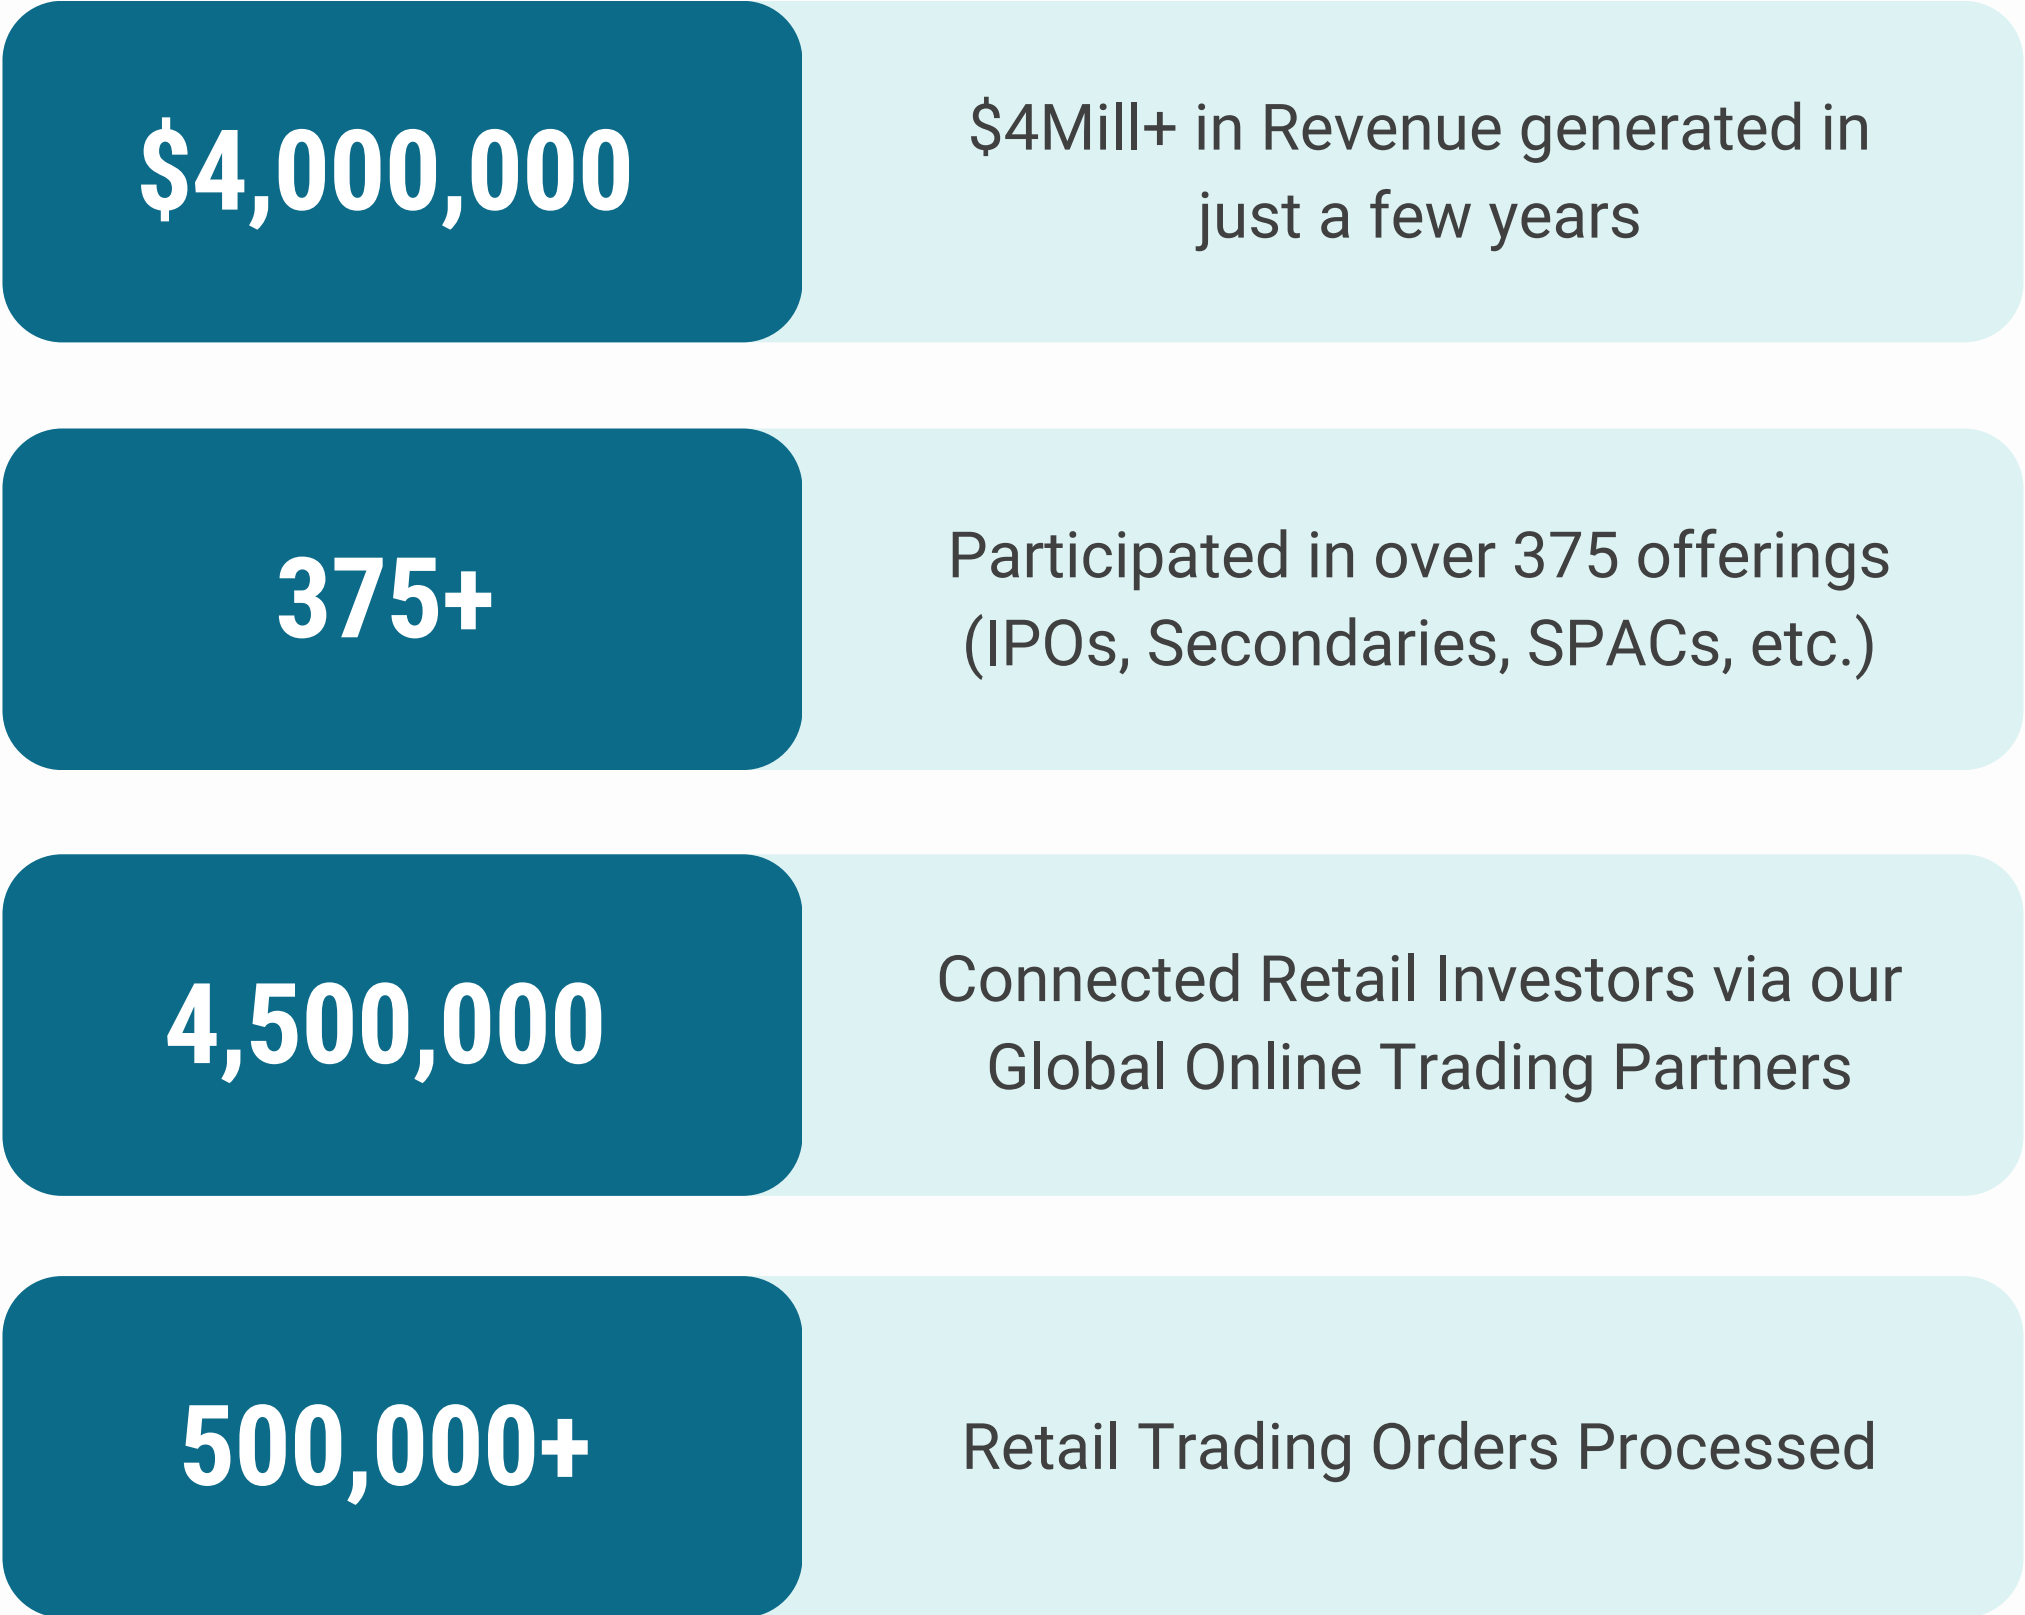 $4,000,000
$4Mill+ in Revenue generated in
just a few years
375+
Participated in over 375 offerings
(IPOs, Secondaries, SPACs, etc.)
4,500,000
Connected Retail Investors via our
Global Online Trading Partners
500,000+
Retail Trading Orders Processed